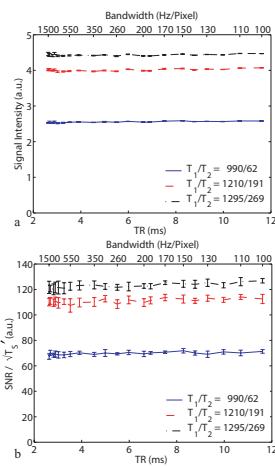 Bandwidth (Hz/Pixel)
1500 550 350 260 200 170 150 130 110 100
5
4
3
2
1
0
Signal Intensity (a.u.)
T1/T2 = 990/62
T1/T2 = 1210/191
T1/T2 = 1295/269
2 4 6 8 10 12
a
TR (ms)
Bandwidth (Hz/Pixel)
1500 550 350 260 200 170 150 130 110 100
140
120
100
80
60
40
20
0
SNR / √Ts′ (a.u.)
T1/T2 = 990/62
T1/T2 = 1210/191
T1/T2 = 1295/269
2 4 6 8 10 12
b
TR (ms)